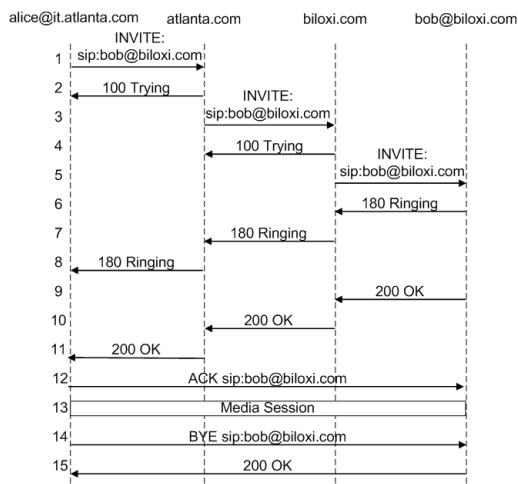 alice@it.atlanta.com atlanta.com biloxi.com bob@biloxi.com
INVITE:
1 sip:bob@biloxi.com
2 100 Trying
INVITE:
3 sip:bob@biloxi.com
4 100 Trying
INVITE:
5 sip:bob@biloxi.com
6 180 Ringing
7 180 Ringing
8 180 Ringing
9 200 OK
10 200 OK
11 200 OK
12 ACK sip:bob@biloxi.com
13 Media Session
14 BYE sip:bob@biloxi.com
15 200 OK